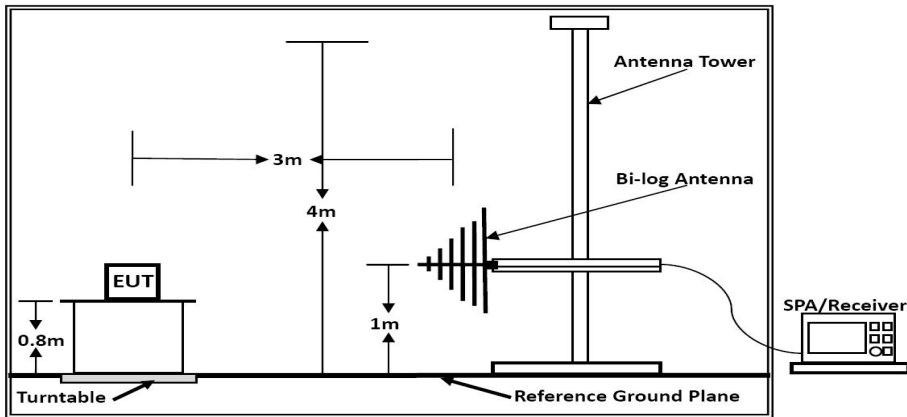 Antenna Tower
3m
Bi-log Antenna
4m
EUT
SPA/Receiver
0.8m
1m
Turntable
Reference Ground Plane